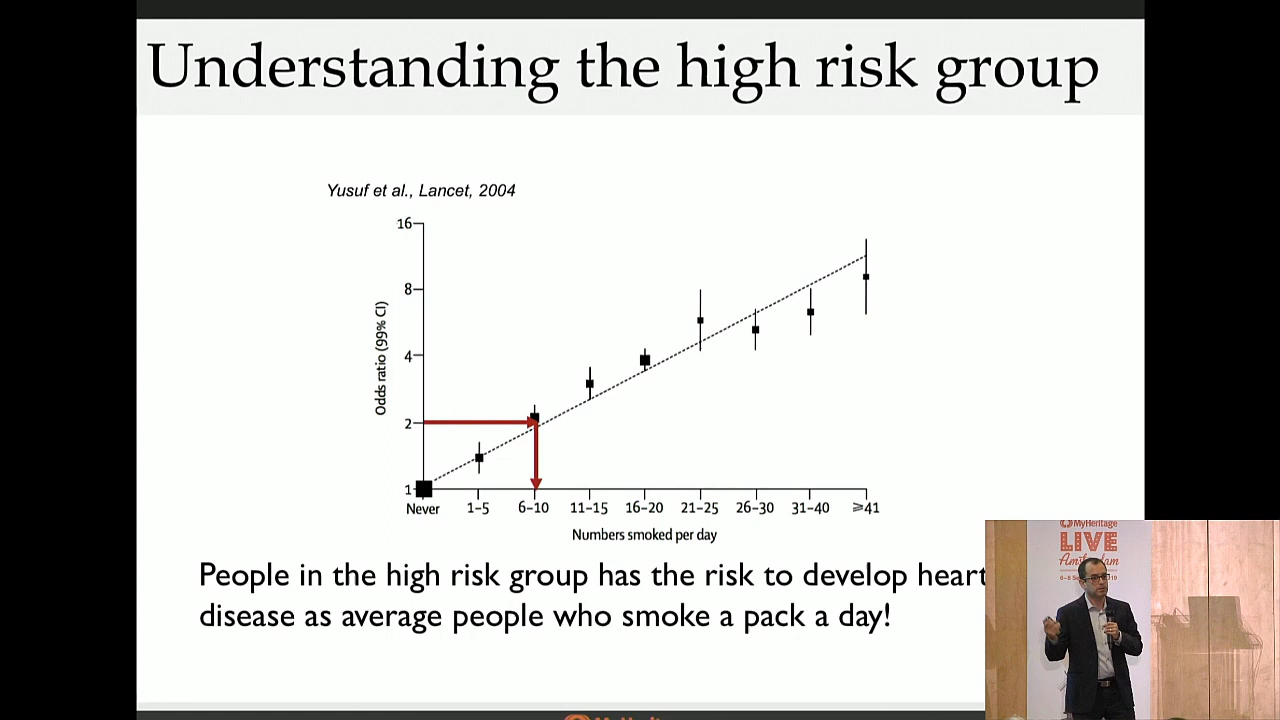 Understanding the high risk group
Yusuf et al., Lancet, 2004
16
8
4
2
1
Odds ratio (99% CI)
Never 1–5 6–10 11–15 16–20 21–25 26–30 31–40 ≥41
Numbers smoked per day
People in the high risk group has the risk to develop heart
disease as average people who smoke a pack a day!
MyHeritage
LIVE
Amsterdam